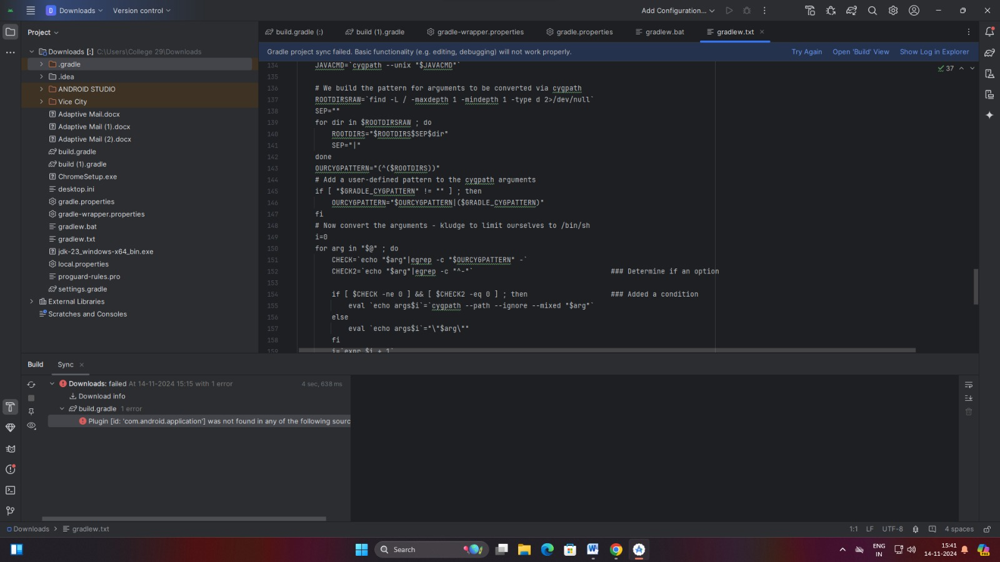 D Downloads
Version control
Add Configuration...
Project
build.gradle (:)
build (1).gradle
gradle-wrapper.properties
gradle.properties
gradlew.bat
gradlew.txt
Gradle project sync failed. Basic functionality (e.g. editing, debugging) will not work properly.
Try Again
Open 'Build' View
Show Log in Explorer
Downloads [:] C:\Users\College 29\Downloads
.gradle
.idea
ANDROID STUDIO
Vice City
Adaptive Mail.docx
Adaptive Mail (1).docx
Adaptive Mail (2).docx
build.gradle
build (1).gradle
ChromeSetup.exe
desktop.ini
gradle.properties
gradle-wrapper.properties
gradlew.bat
gradlew.txt
jdk-23_windows-x64_bin.exe
local.properties
proguard-rules.pro
settings.gradle
External Libraries
Scratches and Consoles
37
134 JAVACMD=`cygpath --unix "$JAVACMD"`
135
136 # We build the pattern for arguments to be converted via cygpath
137 ROOTDIRSRAW=`find -L / -maxdepth 1 -mindepth 1 -type d 2>/dev/null`
138 SEP=""
139 for dir in $ROOTDIRSRAW ; do
140 ROOTDIRS="$ROOTDIRS$SEP$dir"
141 SEP="|"
142 done
143 OURCYGPATTERN="(^($ROOTDIRS))"
144 # Add a user-defined pattern to the cygpath arguments
145 if [ "$GRADLE_CYGPATTERN" != "" ] ; then
146 OURCYGPATTERN="$OURCYGPATTERN|($GRADLE_CYGPATTERN)"
147 fi
148 # Now convert the arguments - kludge to limit ourselves to /bin/sh
149 i=0
150 for arg in "$@" ; do
151 CHECK=`echo "$arg"|egrep -c "$OURCYGPATTERN" -`
152 CHECK2=`echo "$arg"|egrep -c "^-"` ### Determine if an option
153
154 if [ $CHECK -ne 0 ] && [ $CHECK2 -eq 0 ] ; then ### Added a condition
155 eval `echo args$i`=`cygpath --path --ignore --mixed "$arg"`
156 else
157 eval `echo args$i`="\"$arg\""
158 fi
159 i=`expr $i + 1`
Build
Sync
Downloads: failed At 14-11-2024 15:15 with 1 error 4 sec, 638 ms
Download info
build.gradle 1 error
Plugin [id: 'com.android.application'] was not found in any of the following sourc
Downloads > gradlew.txt
1:1 LF UTF-8 4 spaces
Search
ENG
IN
15:41
14-11-2024
PRE